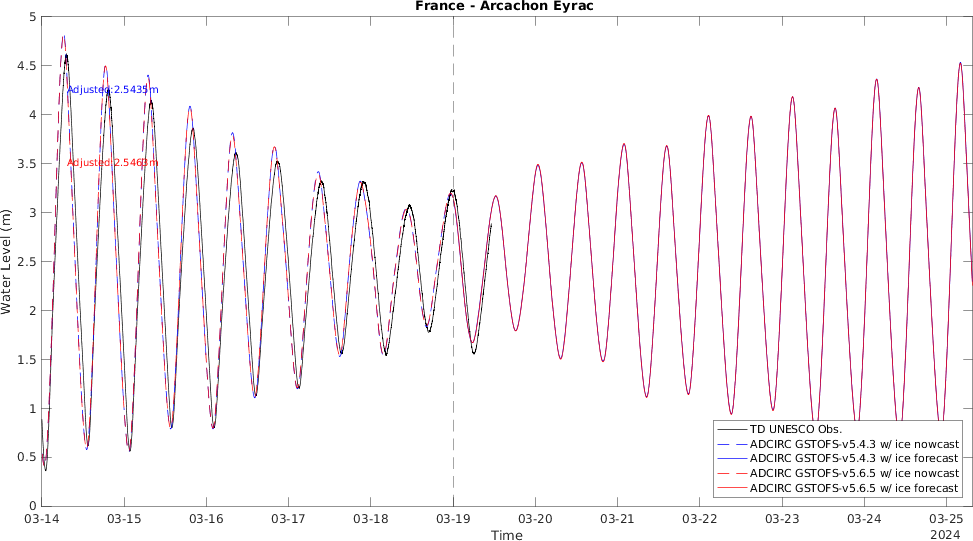 France - Arcachon Eyrac
5
4.5
4
3.5
3
2.5
2
1.5
1
0.5
0
Water Level (m)
Adjusted:2.5435m
Adjusted:2.5463m
TD UNESCO Obs.
ADCIRC GSTOFS-v5.4.3 w/ ice nowcast
ADCIRC GSTOFS-v5.4.3 w/ ice forecast
ADCIRC GSTOFS-v5.6.5 w/ ice nowcast
ADCIRC GSTOFS-v5.6.5 w/ ice forecast
03-14 03-15 03-16 03-17 03-18 03-19 03-20 03-21 03-22 03-23 03-24 03-25
Time
2024